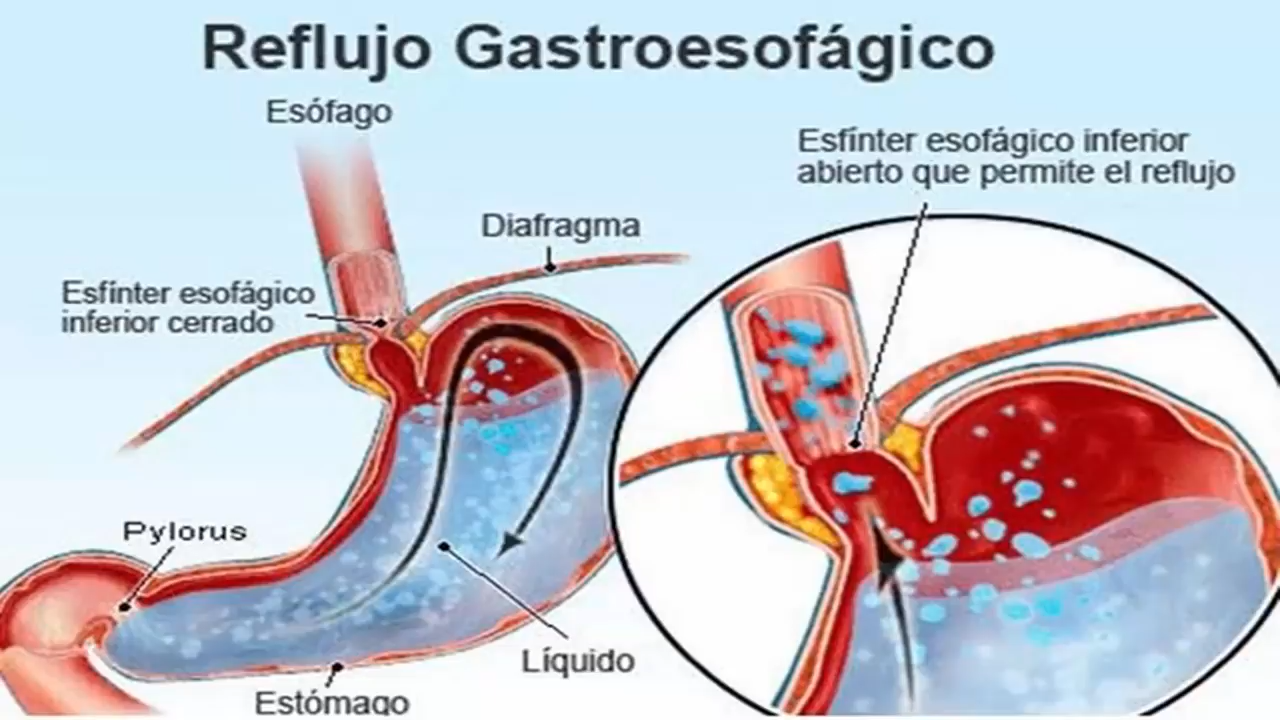 Reflujo Gastroesofágico
Esófago
Esfínter esofágico inferior
abierto que permite el reflujo
Diafragma
Esfínter esofágico
inferior cerrado
Pylorus
Líquido
Estómago